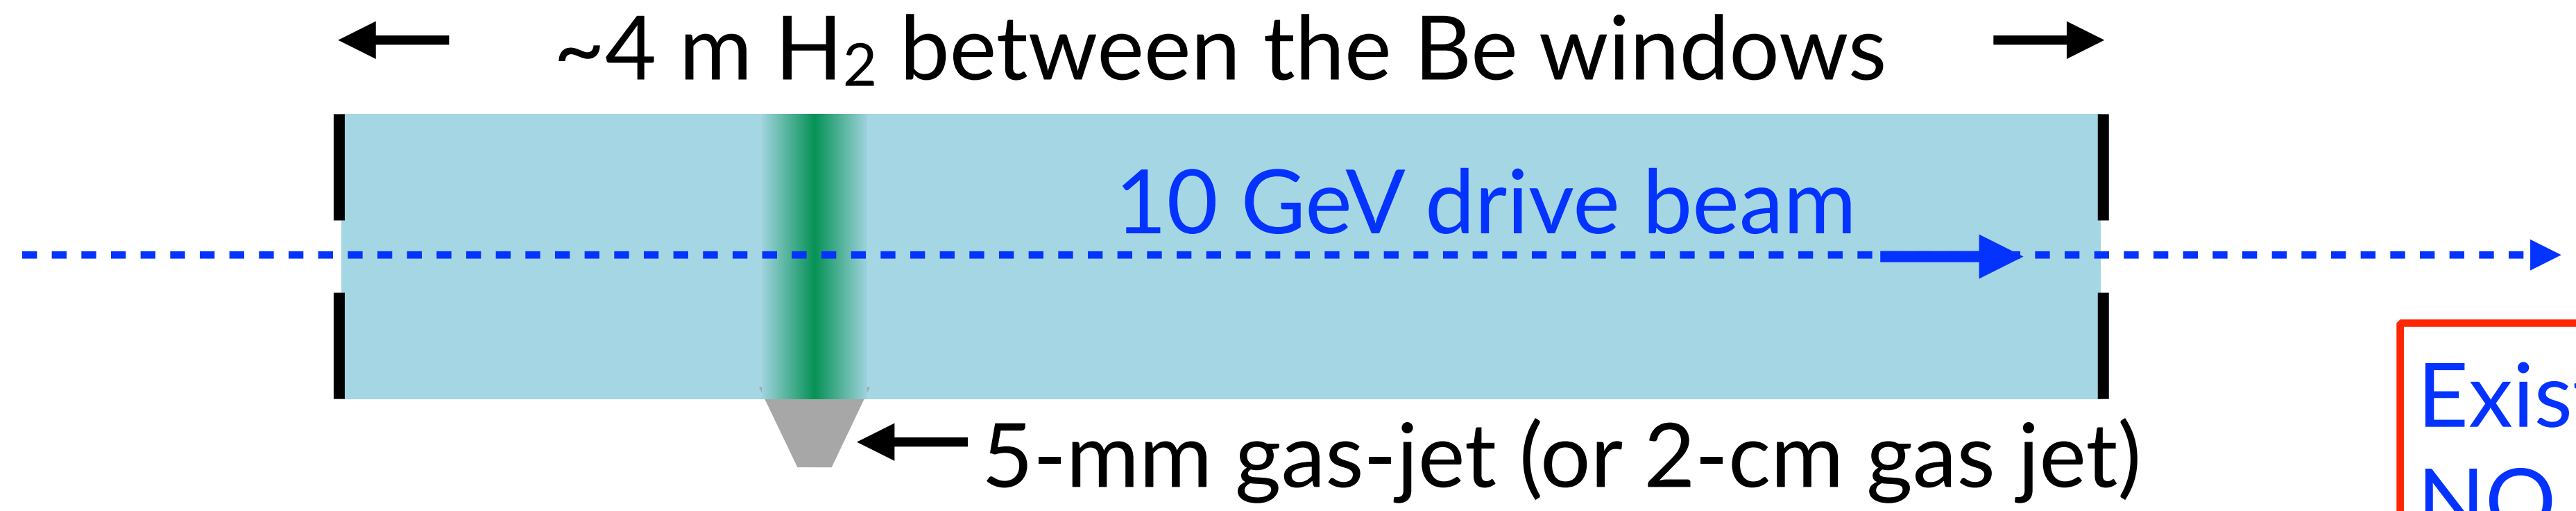 ~4 m H₂ between the Be windows
10 GeV drive beam
5-mm gas-jet (or 2-cm gas jet)
NO